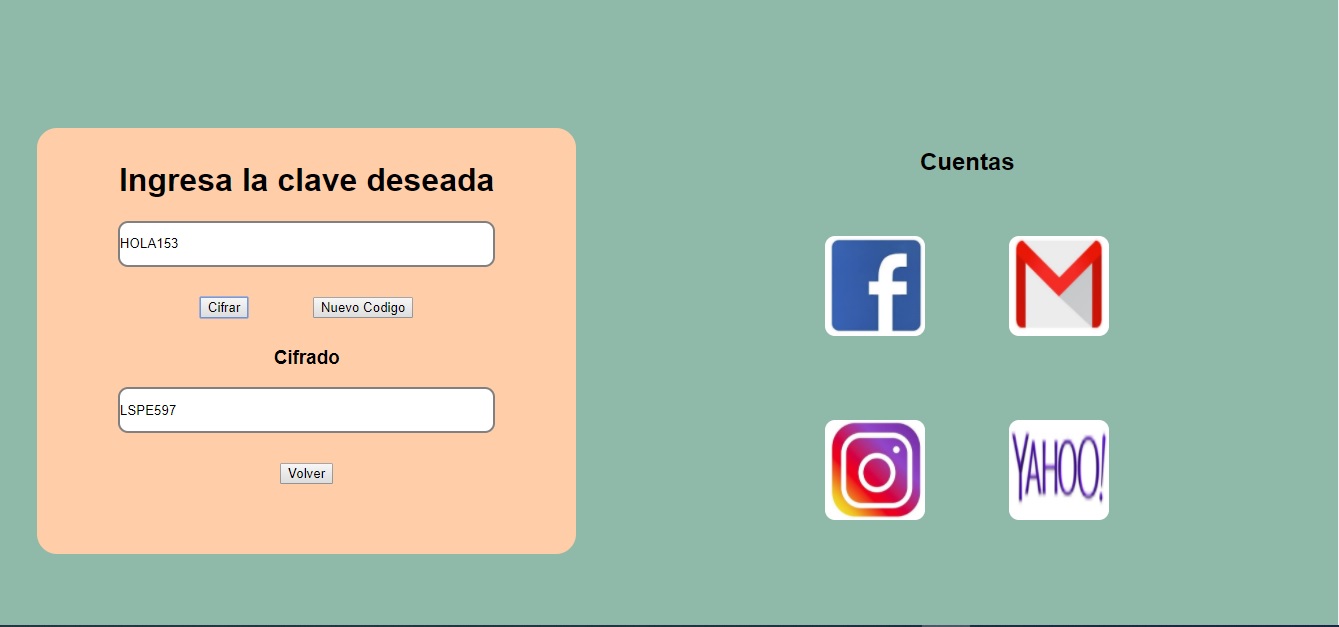 Ingresa la clave deseada
HOLA153
Cifrar
Nuevo Codigo
Cifrado
LSPE597
Volver
Cuentas
f
M
YAHOO!